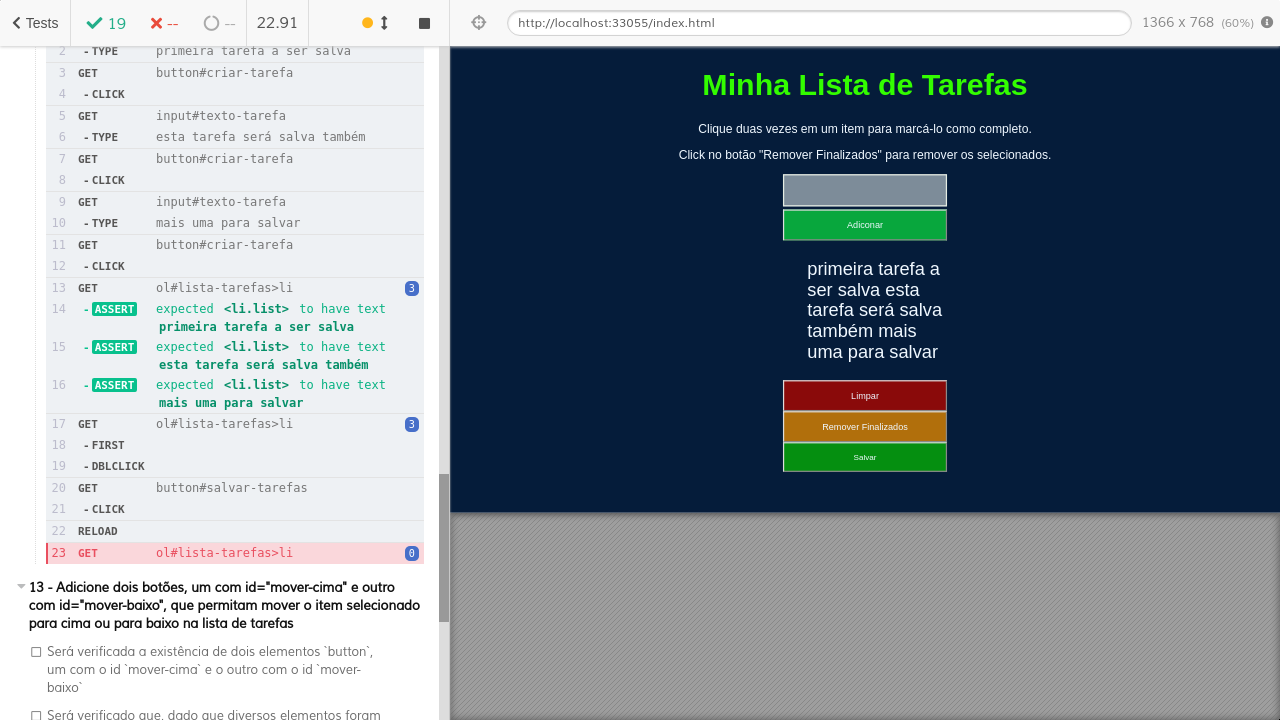 Tests
19
--
--
22.91
http://localhost:33055/index.html
1366 x 768 (60%)
2 - TYPE primeira tarefa a ser salva
3 GET button#criar-tarefa
4 - CLICK
5 GET input#texto-tarefa
6 - TYPE esta tarefa será salva também
7 GET button#criar-tarefa
8 - CLICK
9 GET input#texto-tarefa
10 - TYPE mais uma para salvar
11 GET button#criar-tarefa
12 - CLICK
13 GET ol#lista-tarefas>li 3
14 - ASSERT expected <li.list> to have text
primeira tarefa a ser salva
15 - ASSERT expected <li.list> to have text
esta tarefa será salva também
16 - ASSERT expected <li.list> to have text
mais uma para salvar
17 GET ol#lista-tarefas>li 3
18 - FIRST
19 - DBLCLICK
20 GET button#salvar-tarefas
21 - CLICK
22 RELOAD
23 GET ol#lista-tarefas>li 0
13 - Adicione dois botões, um com id="mover-cima" e outro
com id="mover-baixo", que permitam mover o item selecionado
para cima ou para baixo na lista de tarefas
Será verificada a existência de dois elementos `button`,
um com o id `mover-cima` e o outro com o id `mover-
baixo`
Será verificado que, dado que diversos elementos foram
Minha Lista de Tarefas
Clique duas vezes em um item para marcá-lo como completo.
Click no botão "Remover Finalizados" para remover os selecionados.
Adiconar
primeira tarefa a
ser salva esta
tarefa será salva
também mais
uma para salvar
Limpar
Remover Finalizados
Salvar